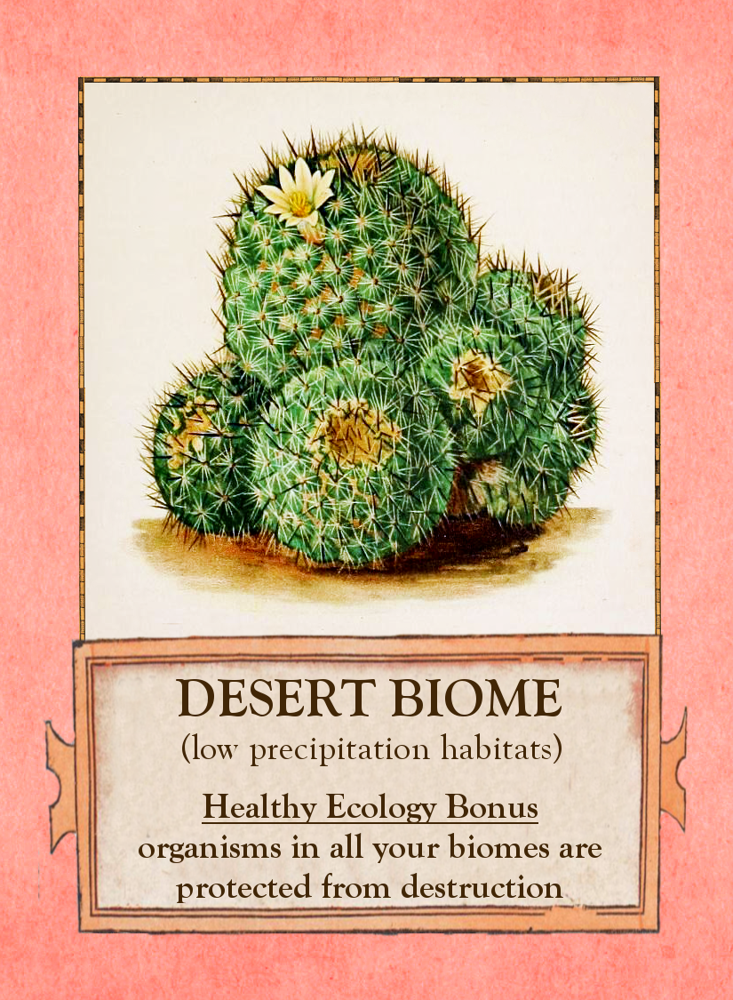 DESERT BIOME
(low precipitation habitats)
Healthy Ecology Bonus
organisms in all your biomes are
protected from destruction